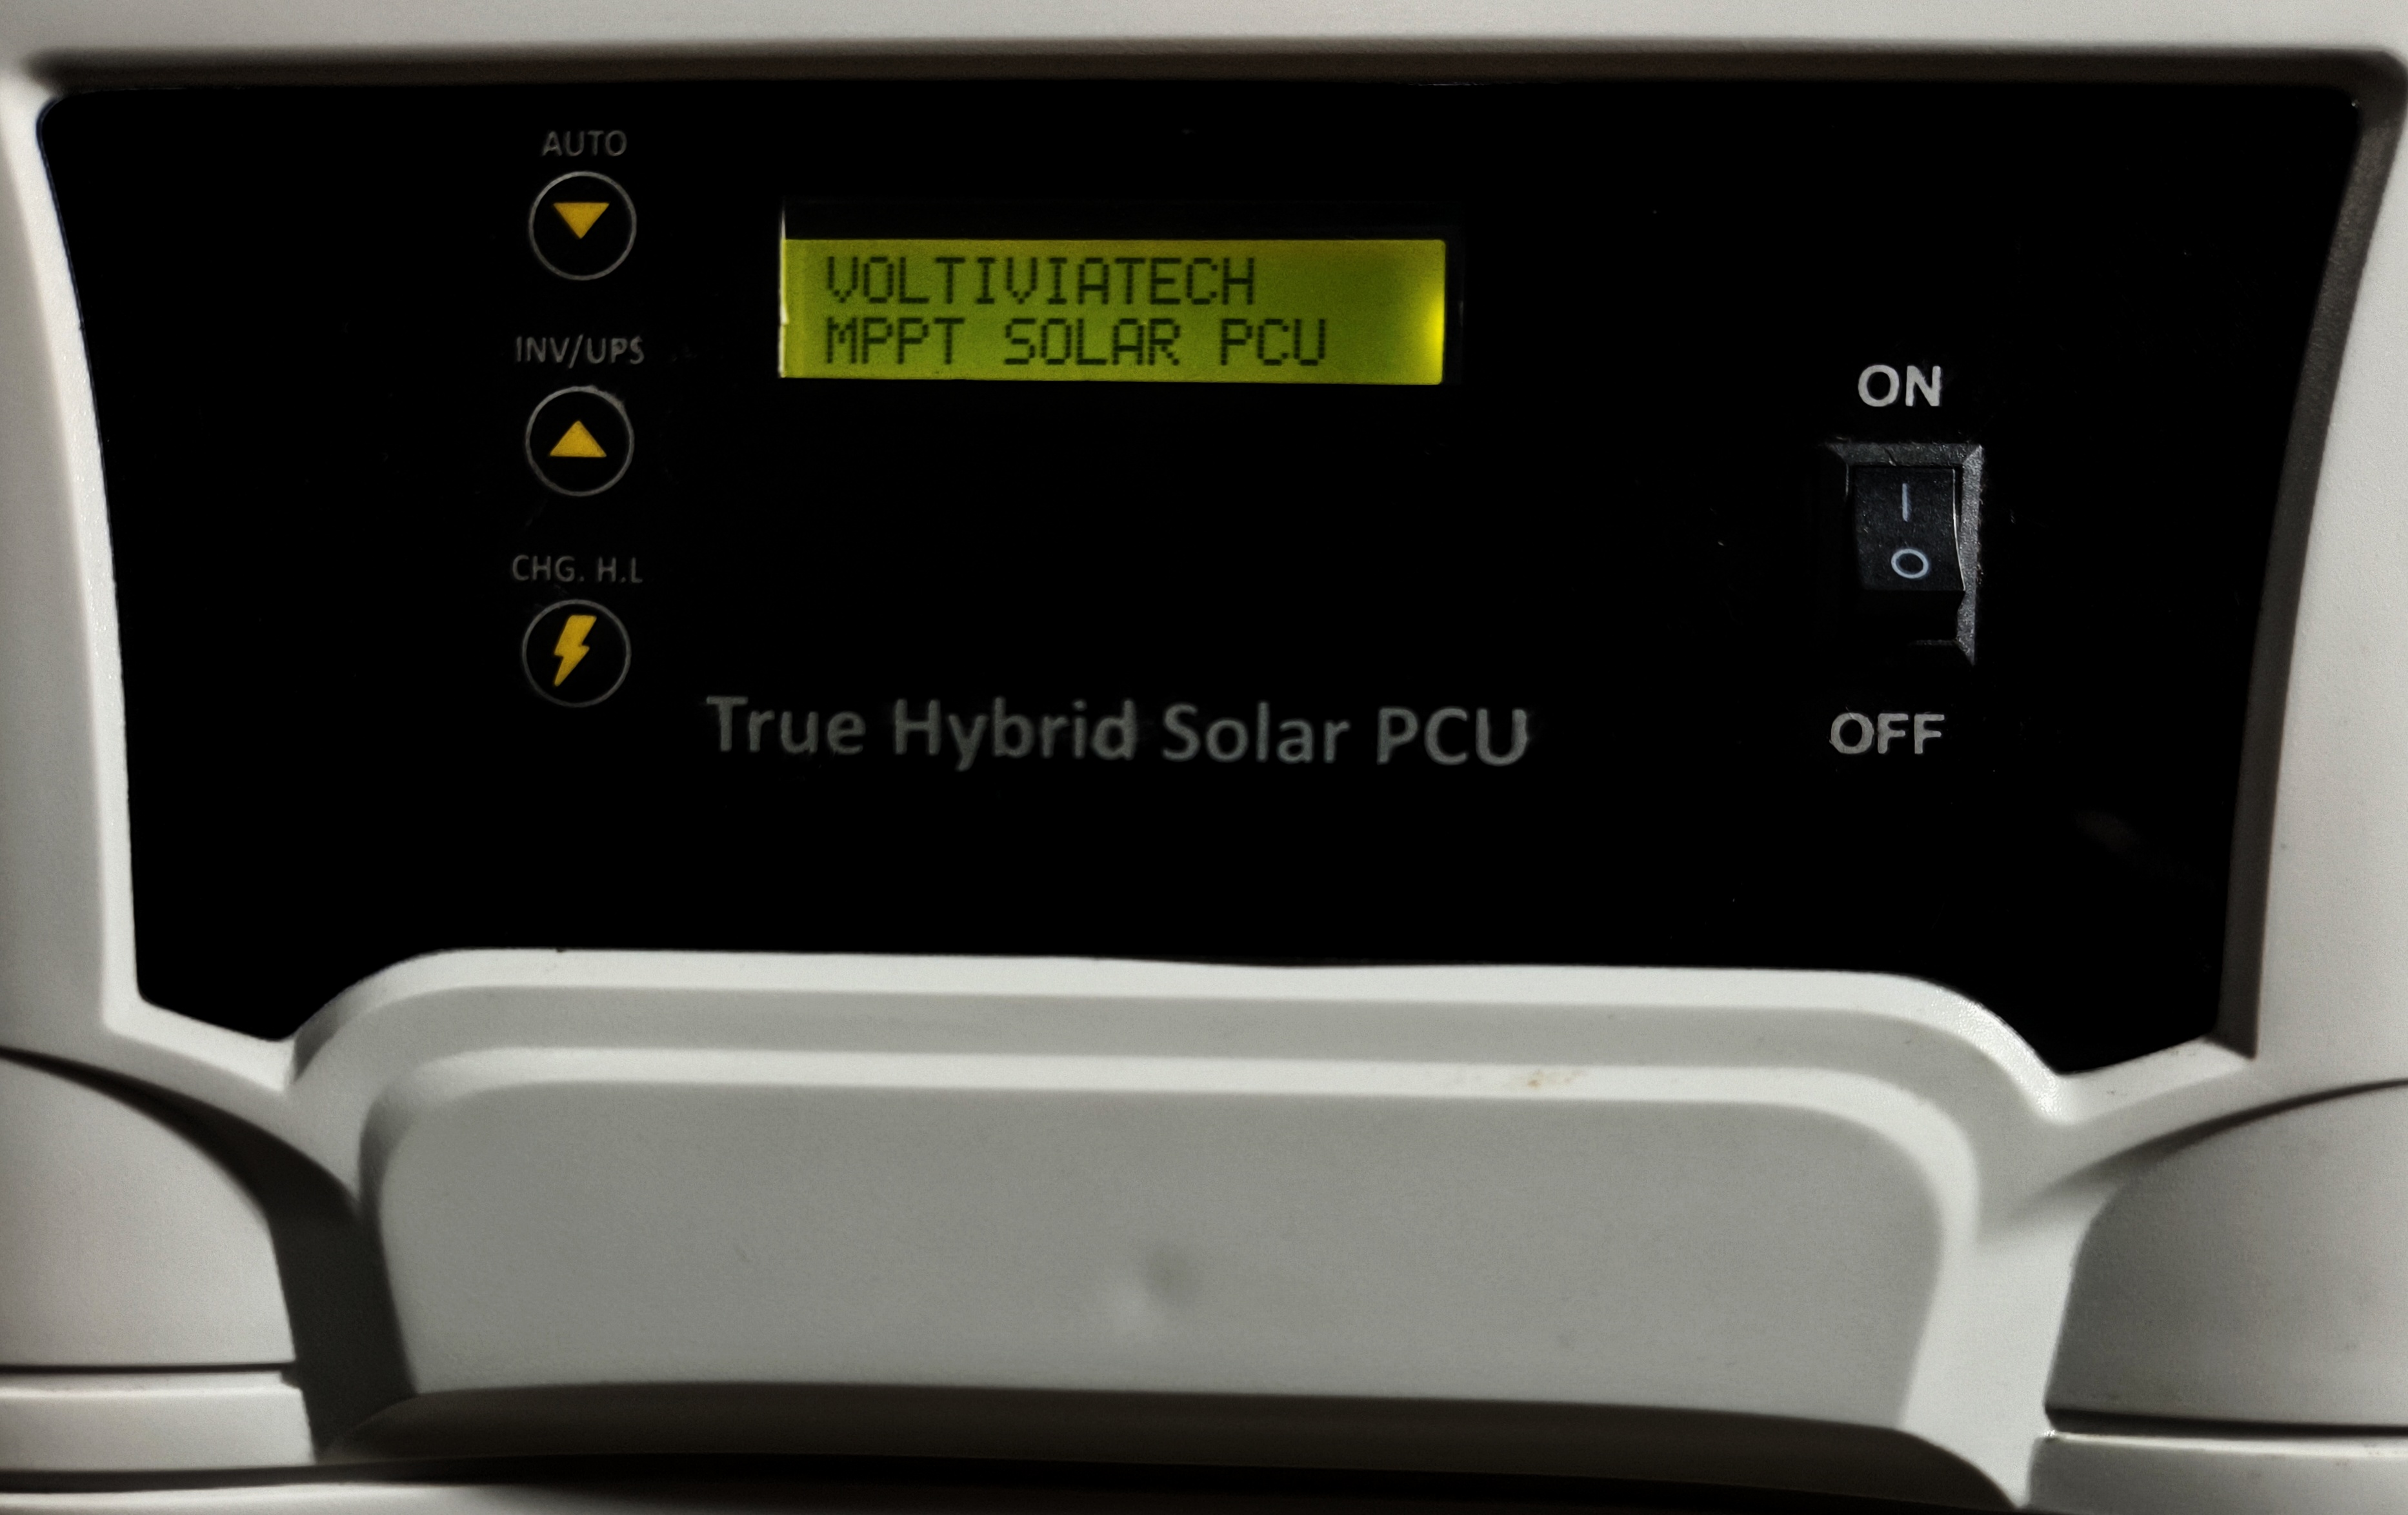 AUTO
VOLTIVIATECH
MPPT SOLAR PCU
INV/UPS
ON
I
O
CHG. H.L
True Hybrid Solar PCU
OFF